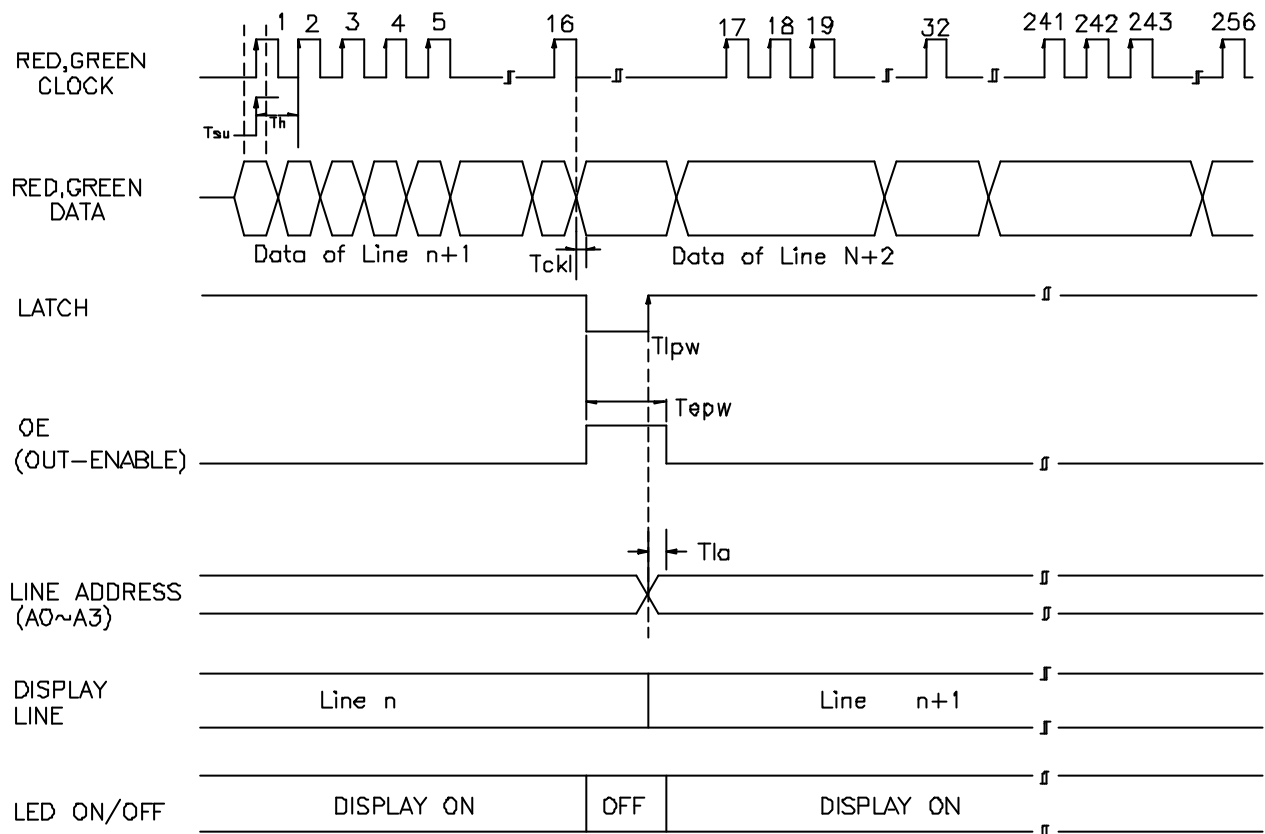 1 2 3 4 5 16 17 18 19 32 241 242 243 256
RED,GREEN
CLOCK
Tsu
Th
RED,GREEN
DATA
Data of Line n+1
Tckl
Data of Line N+2
LATCH
Tlpw
Tepw
OE
(OUT-ENABLE)
Tla
LINE ADDRESS
(A0~A3)
DISPLAY
LINE
Line n
Line n+1
LED ON/OFF
DISPLAY ON
OFF
DISPLAY ON